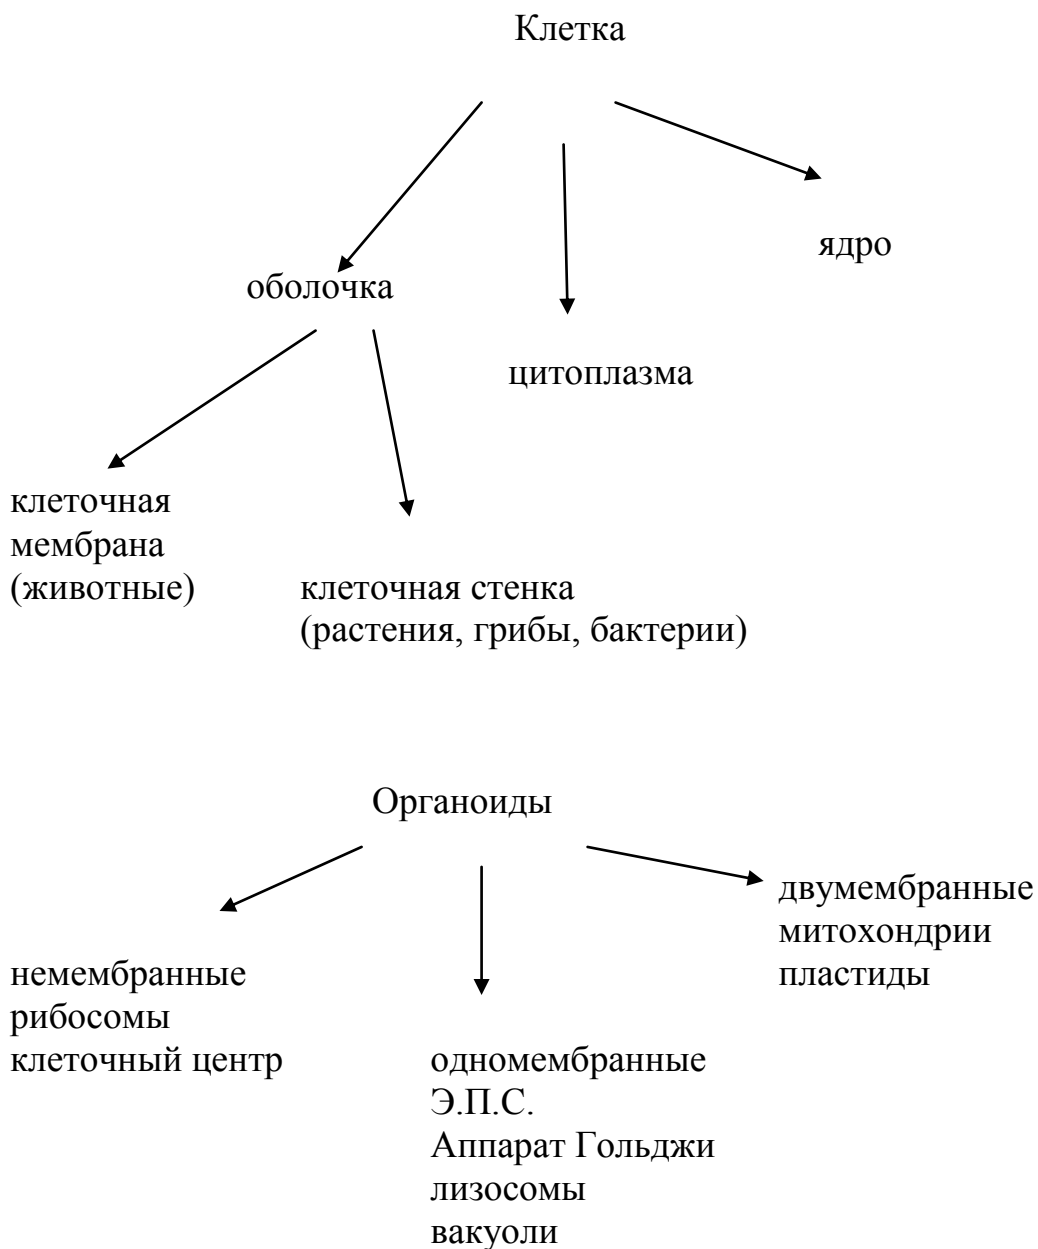 Клетка
ядро
оболочка
цитоплазма
клеточная
мембрана
(животные)
клеточная стенка
(растения, грибы, бактерии)
Органоиды
двумембранные
митохондрии
пластиды
немембранные
рибосомы
клеточный центр
одномембранные
Э.П.С.
Аппарат Гольджи
лизосомы
вакуоли